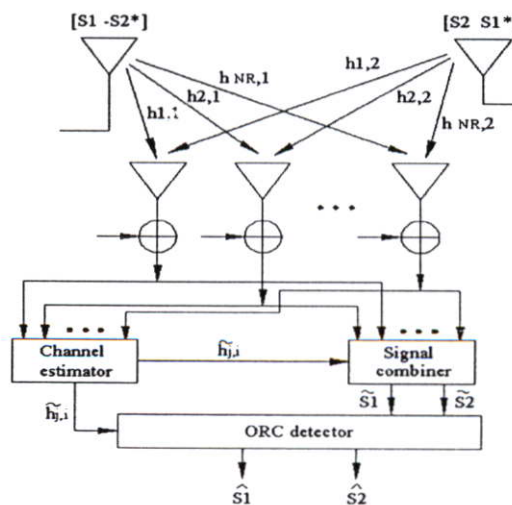 [S1 -S2*] [S2 S1*]
h NR,1 h1,2
h2,1 h2,2
h1,1 h NR,2
• • •
• • • • • •
Channel estimator
h̃j,i
Signal combiner
h̃j,i
S̃1 S̃2
ORC detector
Ŝ1 Ŝ2